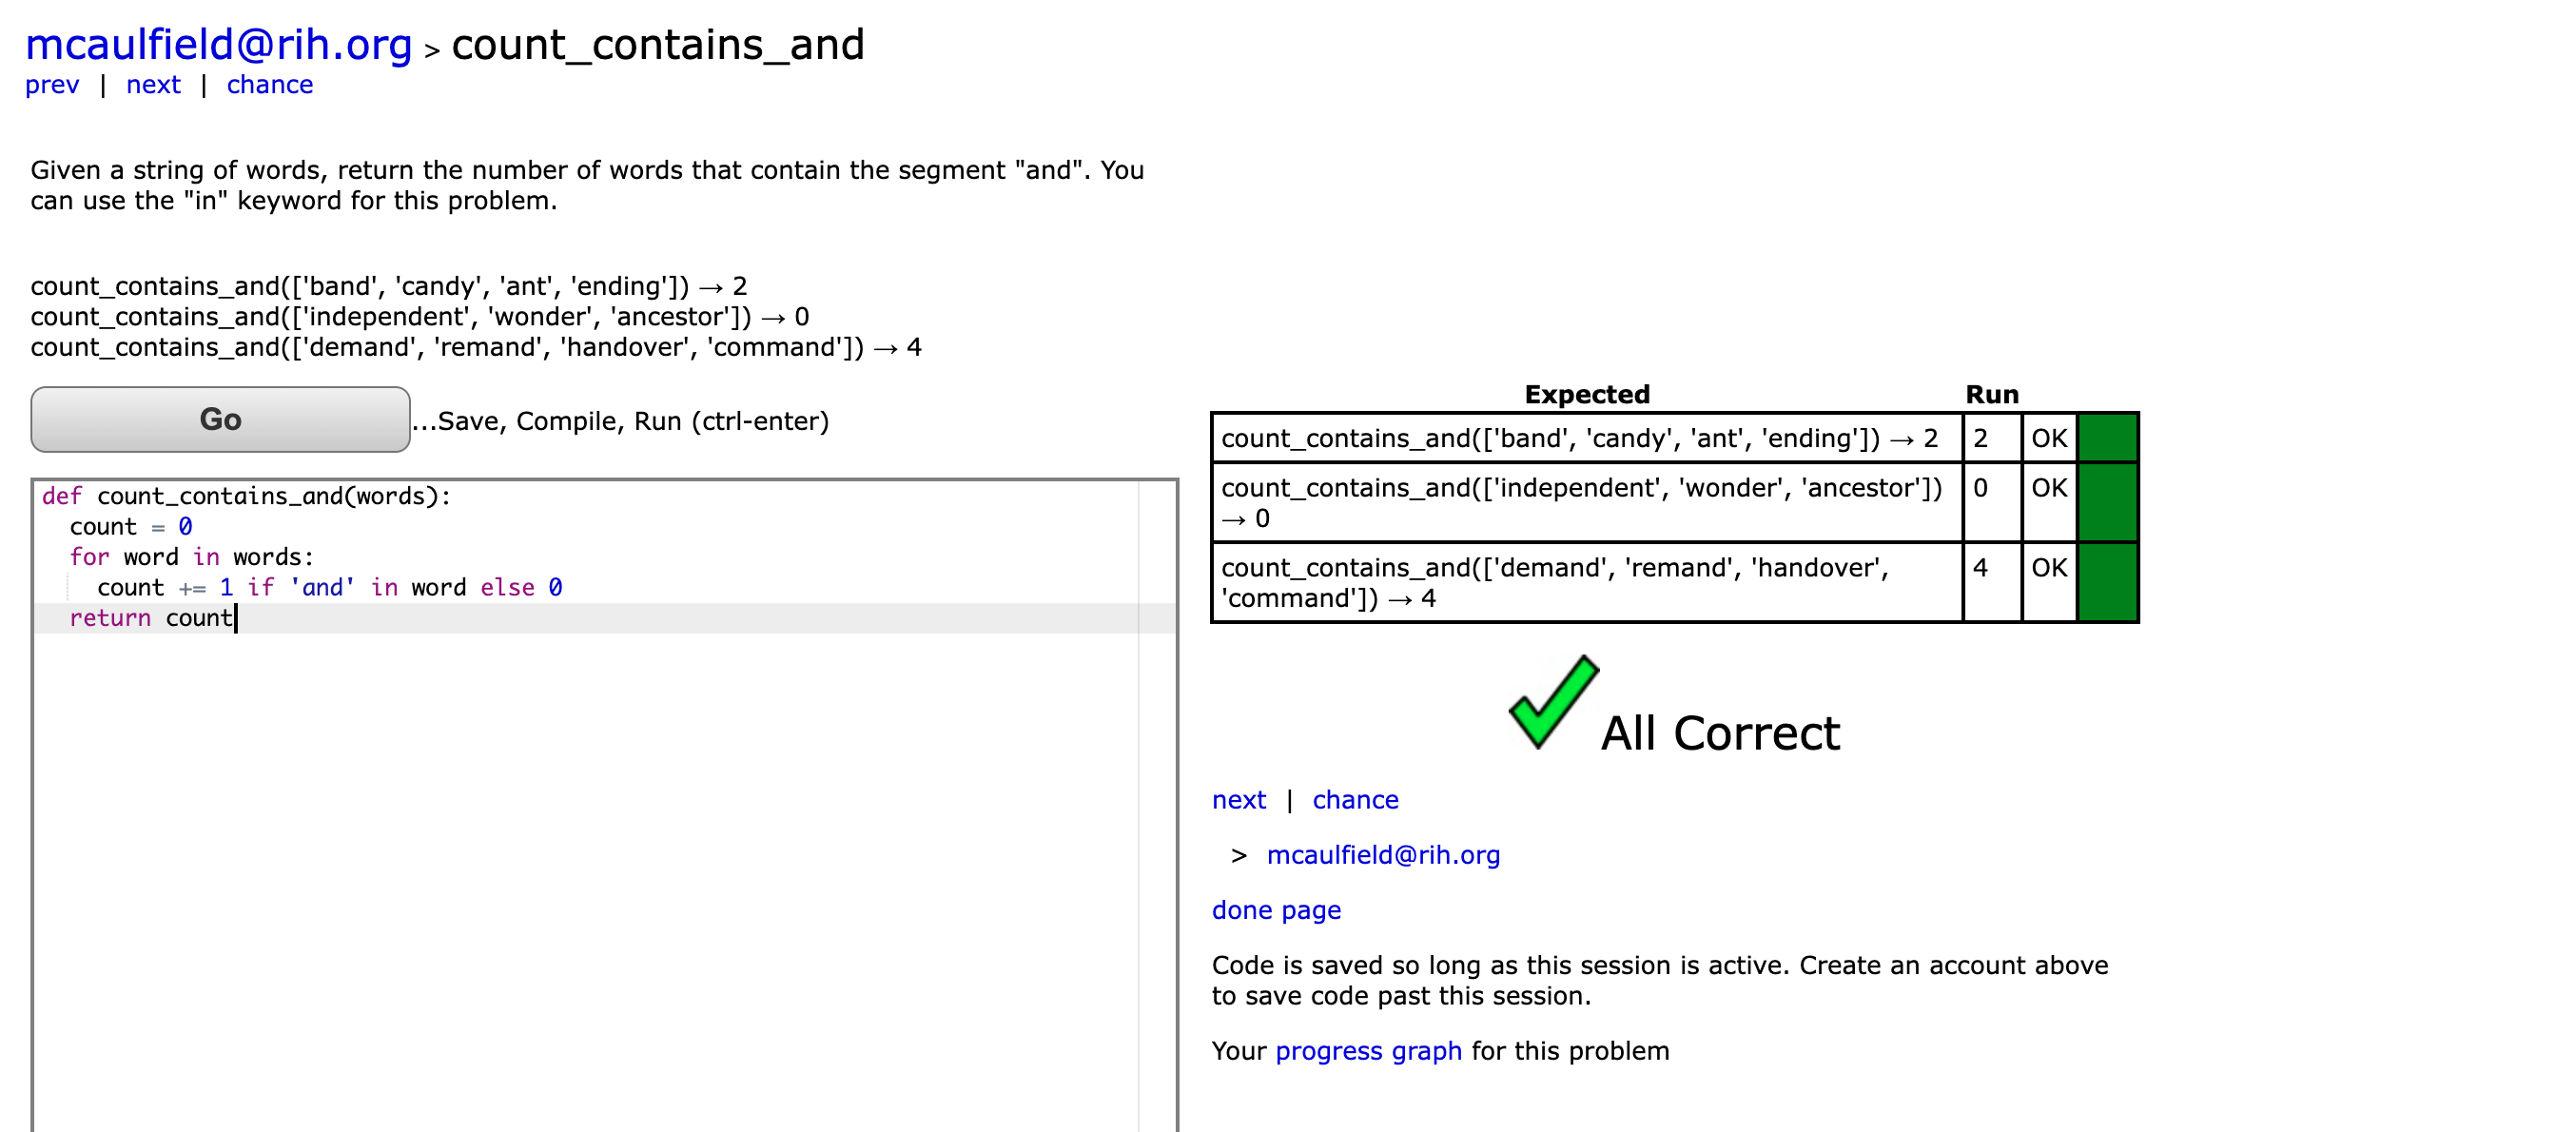 mcaulfield@rih.org > count_contains_and
prev | next | chance
Given a string of words, return the number of words that contain the segment "and". You
can use the "in" keyword for this problem.
count_contains_and(['band', 'candy', 'ant', 'ending']) → 2
count_contains_and(['independent', 'wonder', 'ancestor']) → 0
count_contains_and(['demand', 'remand', 'handover', 'command']) → 4
Go ...Save, Compile, Run (ctrl-enter)
def count_contains_and(words):
  count = 0
  for word in words:
    count += 1 if 'and' in word else 0
  return count
Expected Run
count_contains_and(['band', 'candy', 'ant', 'ending']) → 2 2 OK
count_contains_and(['independent', 'wonder', 'ancestor']) 0 OK
→ 0
count_contains_and(['demand', 'remand', 'handover', 4 OK
'command']) → 4
All Correct
next | chance
> mcaulfield@rih.org
done page
Code is saved so long as this session is active. Create an account above
to save code past this session.
Your progress graph for this problem